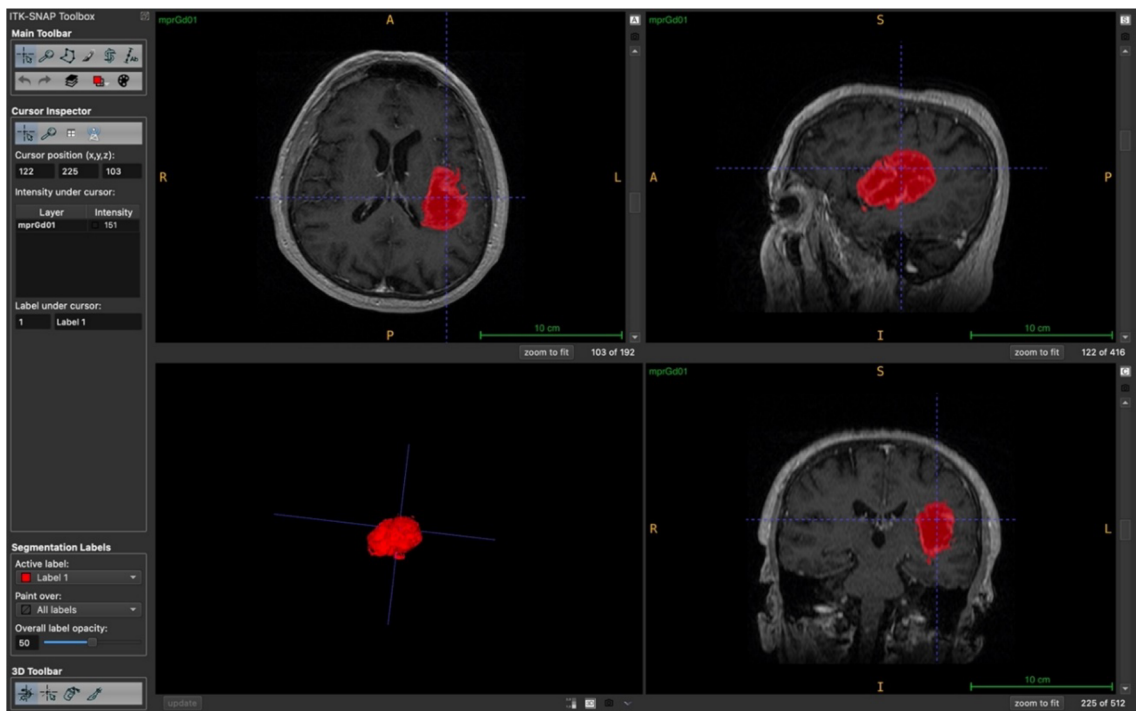 ITK-SNAP Toolbox
Main Toolbar
Cursor Inspector
Cursor position (x,y,z):
122 225 103
Intensity under cursor:
Layer Intensity
mprGd01 151
Label under cursor:
1 Label 1
Segmentation Labels
Active label:
Label 1
Paint over:
All labels
Overall label opacity:
50
3D Toolbar
mprGd01
A
R
L
P
10 cm
A
zoom to fit 103 of 192
mprGd01
S
A
P
I
10 cm
S
zoom to fit 122 of 416
update
3D
mprGd01
S
R
L
I
10 cm
C
zoom to fit 225 of 512